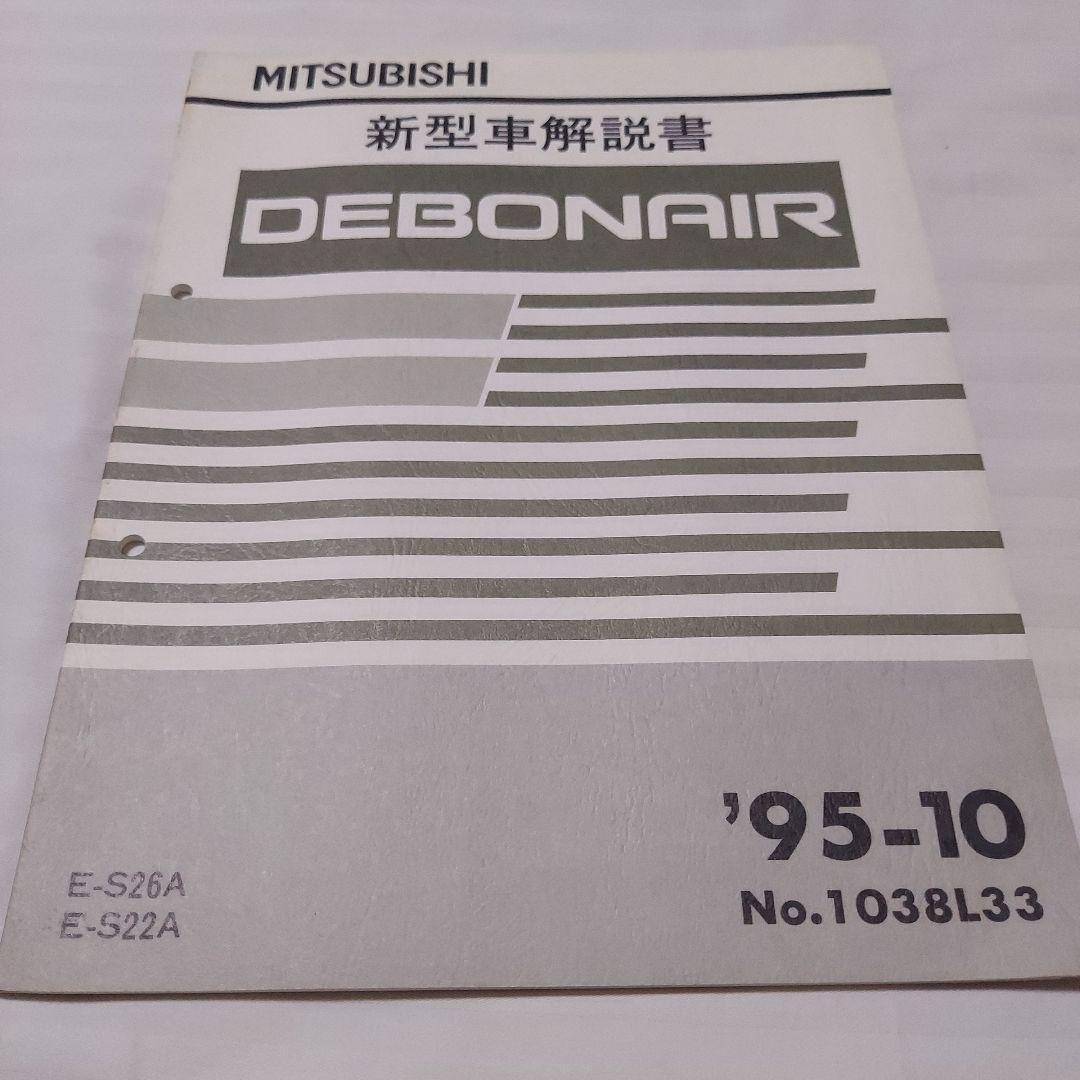 MITSUBISHI
新型車解説書
DEBONAIR
'95-10
No.1038L33
E-S26A
E-S22A